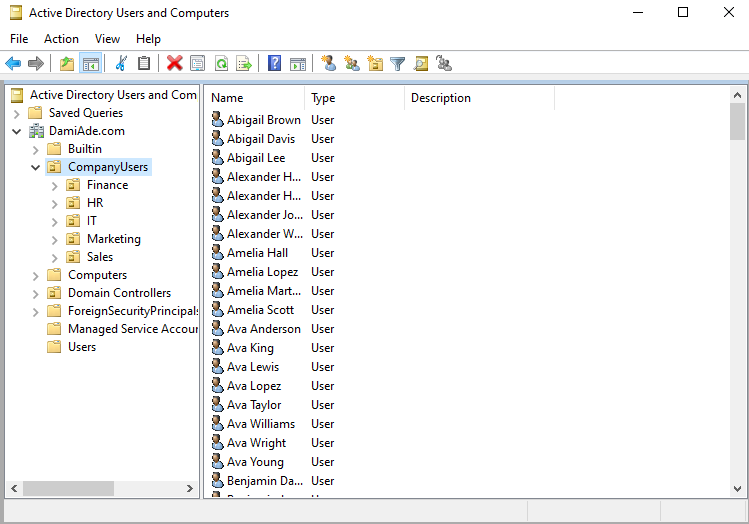 Active Directory Users and Computers
File Action View Help
Active Directory Users and Com
Saved Queries
DamiAde.com
Builtin
CompanyUsers
Finance
HR
IT
Marketing
Sales
Computers
Domain Controllers
ForeignSecurityPrincipals
Managed Service Accour
Users
Name Type Description
Abigail Brown User
Abigail Davis User
Abigail Lee User
Alexander H... User
Alexander H... User
Alexander Jo... User
Alexander W... User
Amelia Hall User
Amelia Lopez User
Amelia Mart... User
Amelia Scott User
Ava Anderson User
Ava King User
Ava Lewis User
Ava Lopez User
Ava Taylor User
Ava Williams User
Ava Wright User
Ava Young User
Benjamin Da... User